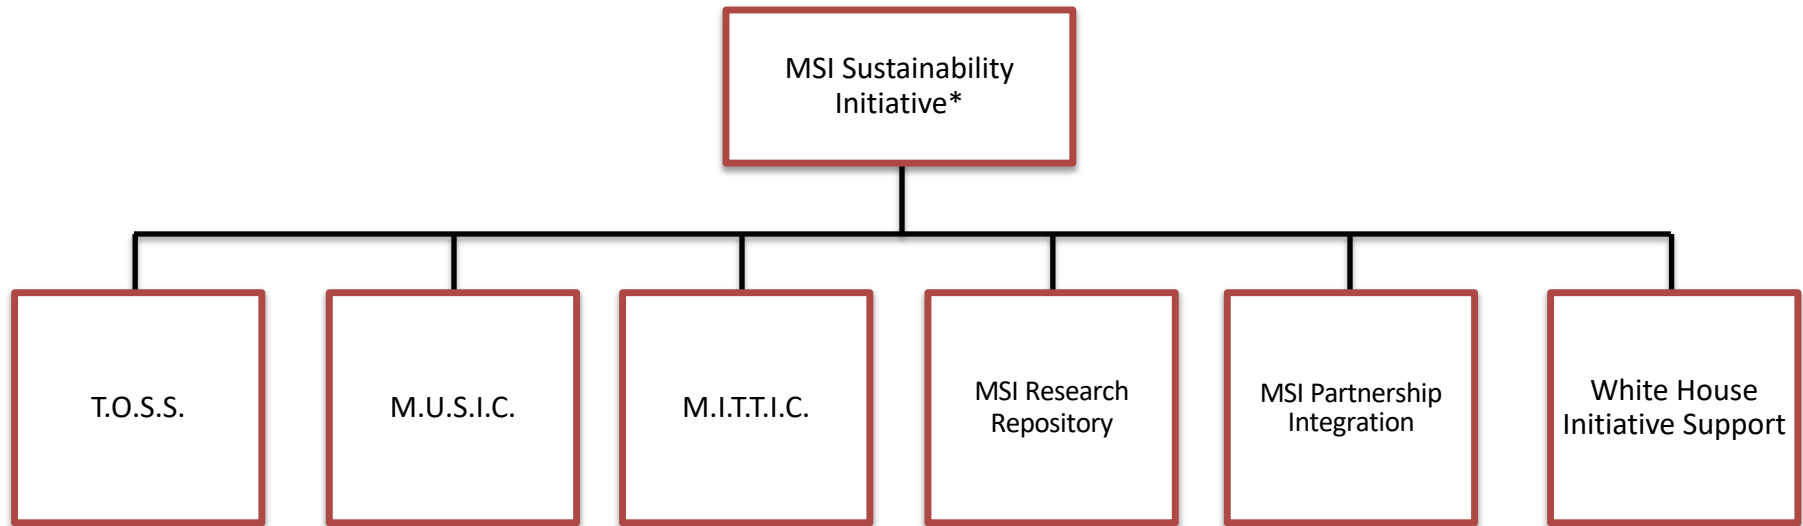 MSI Sustainability
Initiative*
T.O.S.S.
M.U.S.I.C.
M.I.T.T.I.C.
MSI Research
Repository
MSI Partnership
Integration
White House
Initiative Support